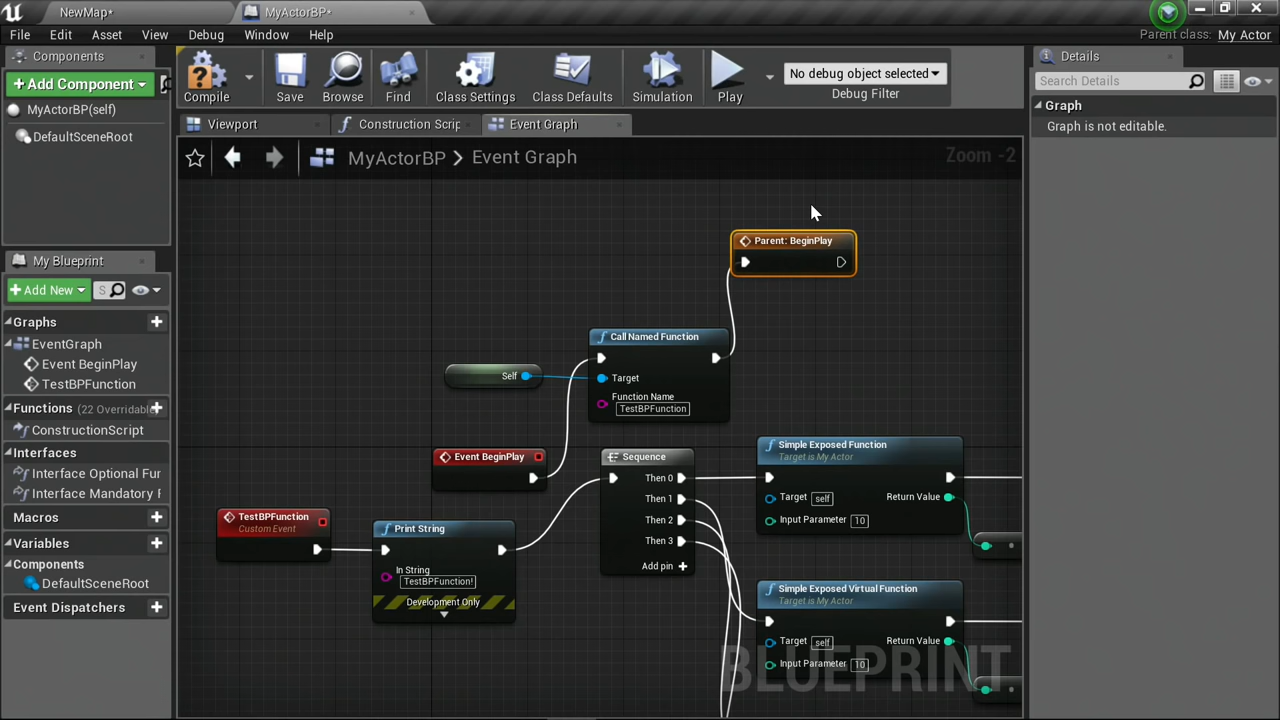 NewMap*
MyActorBP*
File Edit Asset View Debug Window Help
Parent class: My Actor
Components
+ Add Component
MyActorBP(self)
DefaultSceneRoot
Compile
Save
Browse
Find
Class Settings
Class Defaults
Simulation
Play
No debug object selected
Debug Filter
Details
Search Details
Graph
Graph is not editable.
Viewport
Construction Scrip
Event Graph
MyActorBP > Event Graph
Zoom -2
My Blueprint
+ Add New
S
Graphs
EventGraph
Event BeginPlay
TestBPFunction
Functions (22 Overridable
ConstructionScript
Interfaces
Interface Optional Fur
Interface Mandatory F
Macros
Variables
Components
DefaultSceneRoot
Event Dispatchers
Parent: BeginPlay
Call Named Function
Target
Function Name
TestBPFunction
Self
Event BeginPlay
Sequence
Then 0
Then 1
Then 2
Then 3
Add pin +
TestBPFunction
Custom Event
Print String
In String
TestBPFunction!
Development Only
Simple Exposed Function
Target is My Actor
Target self
Return Value
Input Parameter 10
Simple Exposed Virtual Function
Target is My Actor
Target self
Return Value
Input Parameter 10
BLUEPRINT